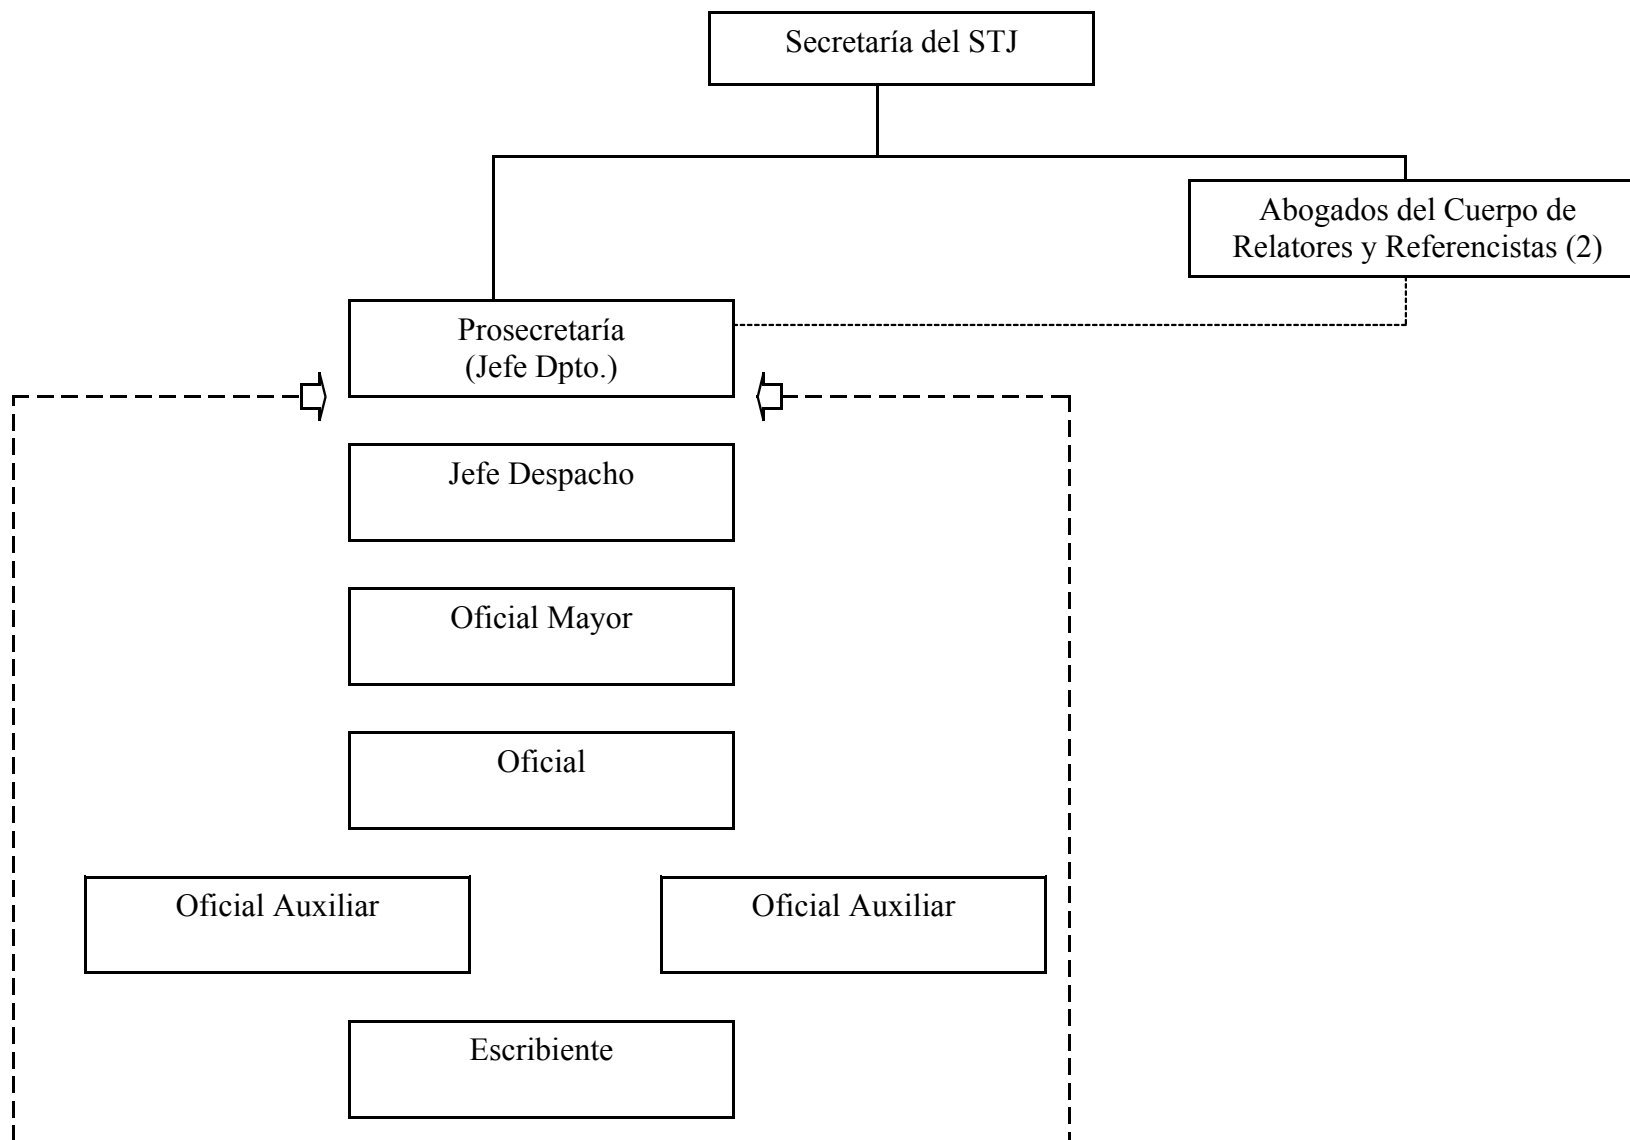 Secretaría del STJ
Abogados del Cuerpo de
Relatores y Referencistas (2)
Prosecretaría
(Jefe Dpto.)
Jefe Despacho
Oficial Mayor
Oficial
Oficial Auxiliar
Oficial Auxiliar
Escribiente